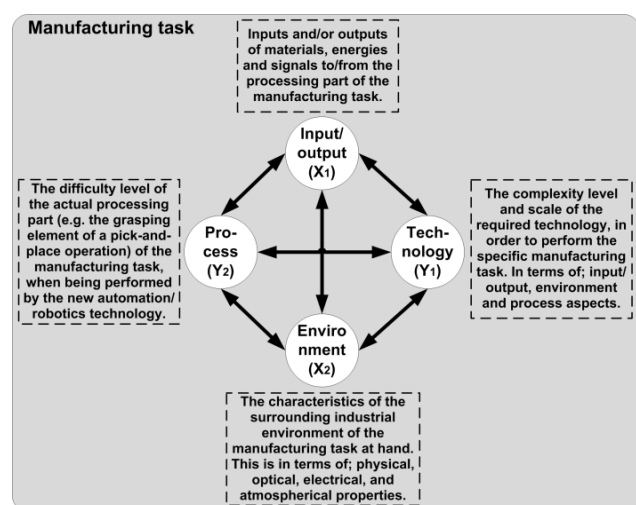 Manufacturing task
Inputs and/or outputs
of materials, energies
and signals to/from the
processing part of the
manufacturing task.
Input/
output
(X1)
The difficulty level of
the actual processing
part (e.g. the grasping
element of a pick-and-
place operation) of the
manufacturing task,
when being performed
by the new automation/
robotics technology.
Pro-
cess
(Y2)
Tech-
nology
(Y1)
The complexity level
and scale of the
required technology, in
order to perform the
specific manufacturing
task. In terms of; input/
output, environment
and process aspects.
Enviro
nment
(X2)
The characteristics of the
surrounding industrial
environment of the
manufacturing task at hand.
This is in terms of; physical,
optical, electrical, and
atmospherical properties.